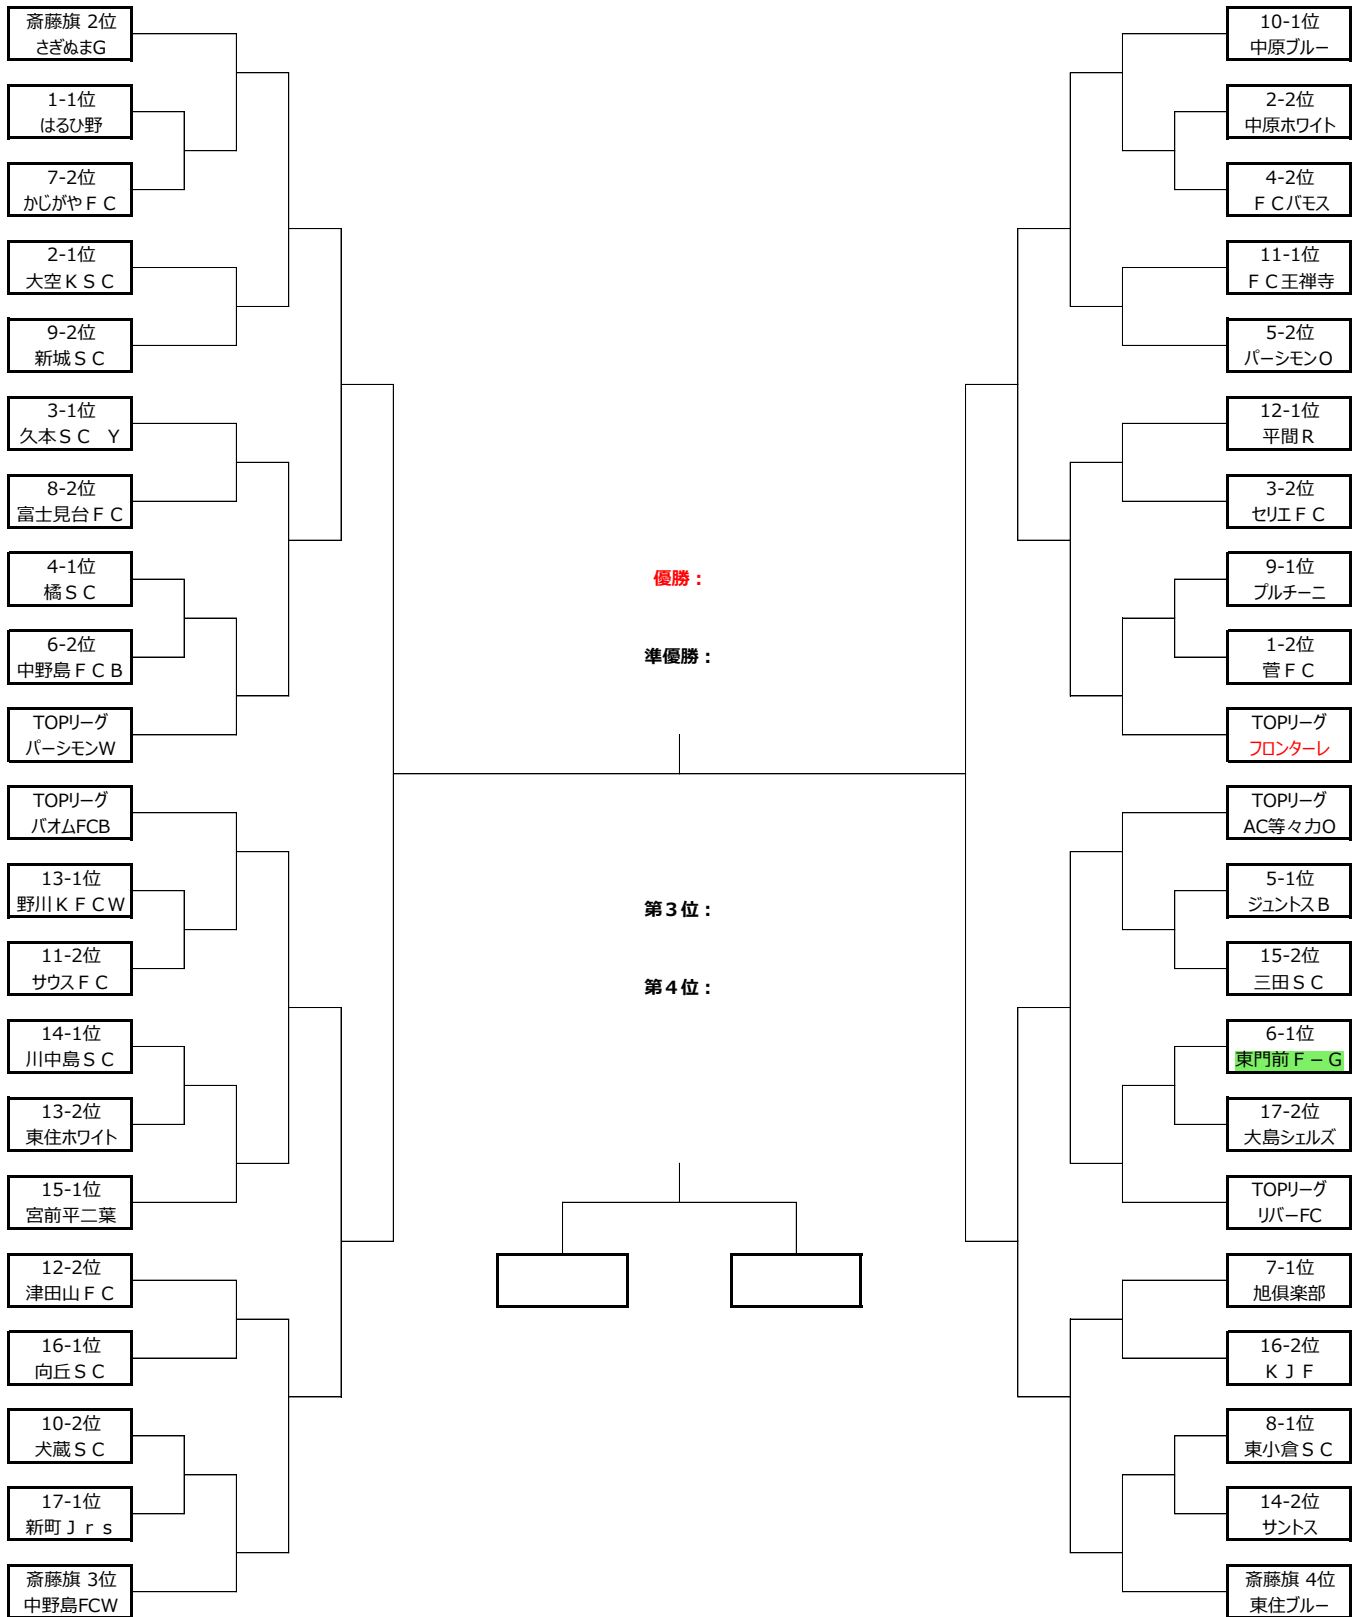 斎藤旗 2位
さぎぬまG
1-1位
はるひ野
7-2位
かじがやＦＣ
2-1位
大空ＫＳＣ
9-2位
新城ＳＣ
3-1位
久本ＳＣ　Ｙ
8-2位
富士見台ＦＣ
4-1位
橘ＳＣ
6-2位
中野島ＦＣＢ
TOPリーグ
パーシモンW
TOPリーグ
バオムFCB
13-1位
野川ＫＦＣＷ
11-2位
サウスＦＣ
14-1位
川中島ＳＣ
13-2位
東住ホワイト
15-1位
宮前平二葉
12-2位
津田山ＦＣ
16-1位
向丘ＳＣ
10-2位
犬蔵ＳＣ
17-1位
新町Ｊｒｓ
斎藤旗 3位
中野島FCW
優勝：
準優勝：
第３位：
第４位：
10-1位
中原ブルー
2-2位
中原ホワイト
4-2位
ＦＣバモス
11-1位
ＦＣ王禅寺
5-2位
パーシモンO
12-1位
平間Ｒ
3-2位
セリエＦＣ
9-1位
プルチーニ
1-2位
菅ＦＣ
TOPリーグ
フロンターレ
TOPリーグ
AC等々力O
5-1位
ジュントスＢ
15-2位
三田ＳＣ
6-1位
東門前Ｆ－Ｇ
17-2位
大島シェルズ
TOPリーグ
リバーFC
7-1位
旭倶楽部
16-2位
ＫＪＦ
8-1位
東小倉ＳＣ
14-2位
サントス
斎藤旗 4位
東住ブルー